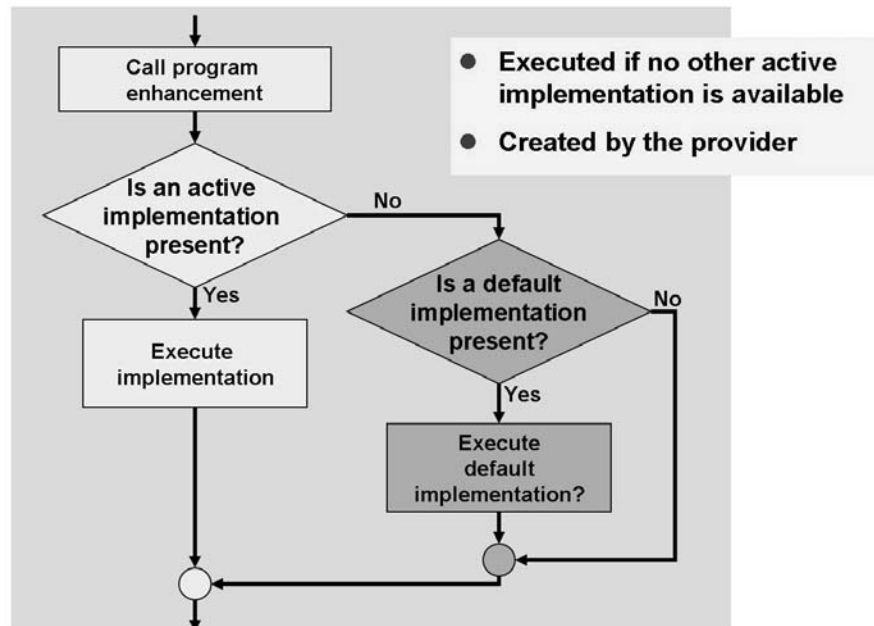 Call program
enhancement
● Executed if no other active
implementation is available
● Created by the provider
Is an active
implementation
present?
No
Yes
Is a default
implementation
present?
No
Execute
implementation
Yes
Execute
default
implementation?